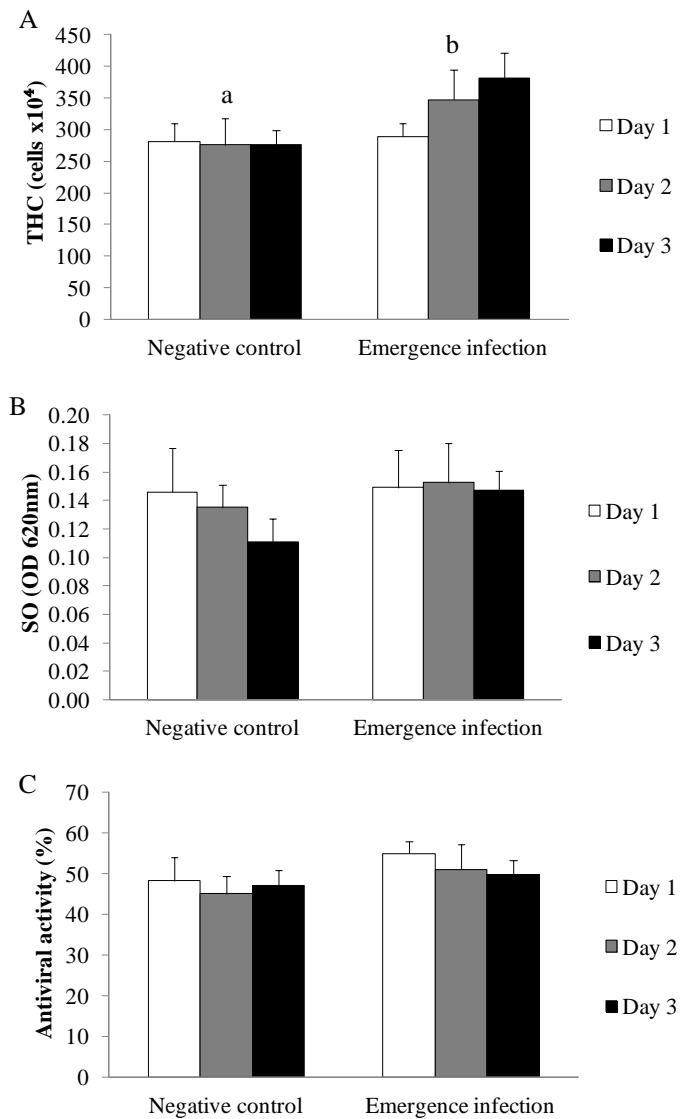 A
THC (cells x10⁴)
450
400
350
300
250
200
150
100
50
0
a
b
Negative control
Emergence infection
Day 1
Day 2
Day 3
B
SO (OD 620nm)
0.20
0.18
0.16
0.14
0.12
0.10
0.08
0.06
0.04
0.02
0.00
Negative control
Emergence infection
Day 1
Day 2
Day 3
C
Antiviral activity (%)
70
60
50
40
30
20
10
0
Negative control
Emergence infection
Day 1
Day 2
Day 3